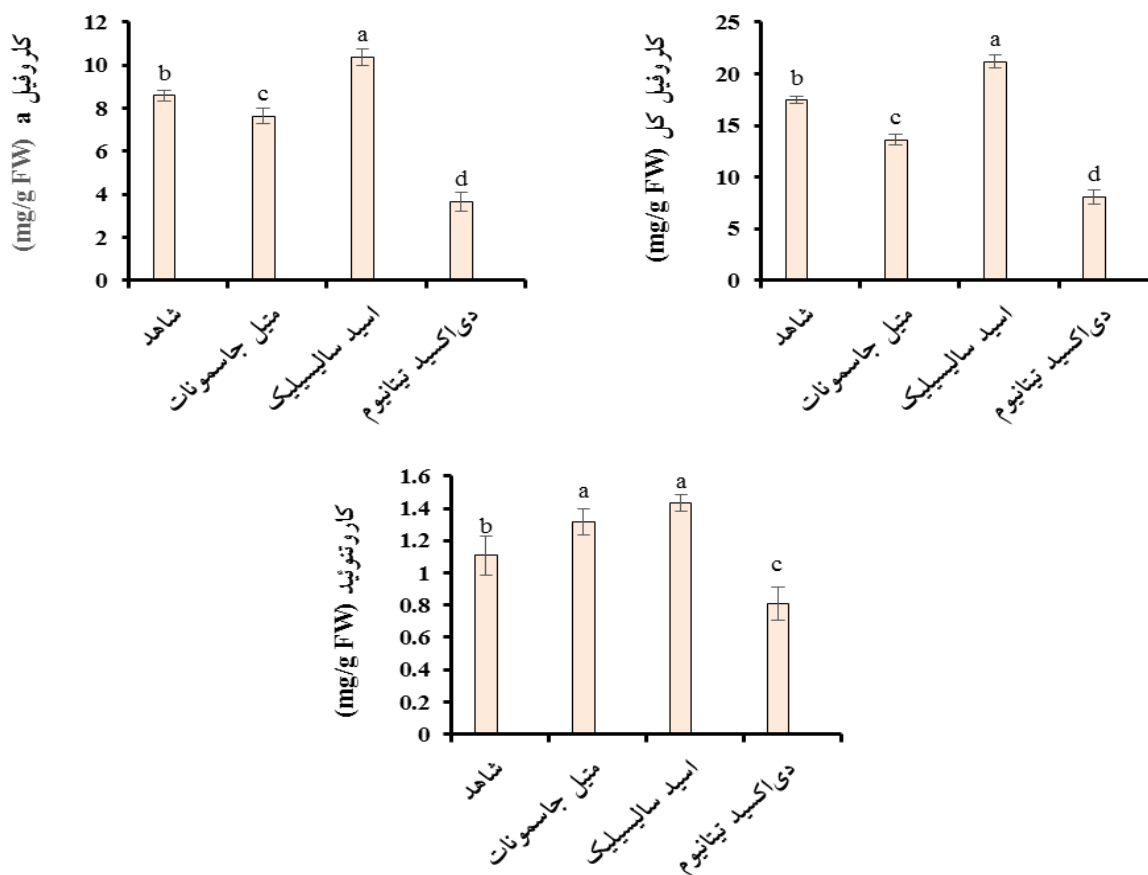 کلروفیل a (mg/g FW)
12
10
8
6
4
2
0
b
c
a
d
شاهد
متیل جاسمونات
اسید سالیسیلیک
دی‌اکسید تیتانیوم
کلروفیل کل (mg/g FW)
25
20
15
10
5
0
b
c
a
d
شاهد
متیل جاسمونات
اسید سالیسیلیک
دی‌اکسید تیتانیوم
کاروتنوئید (mg/g FW)
1.6
1.4
1.2
1
0.8
0.6
0.4
0.2
0
b
a
a
c
شاهد
متیل جاسمونات
اسید سالیسیلیک
دی‌اکسید تیتانیوم